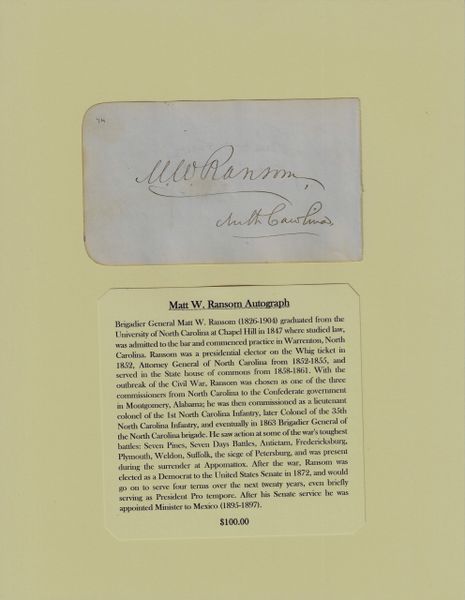 M W Ransom,
North Carolina,
Matt W. Ransom Autograph
Brigadier General Matt W. Ransom (1826-1904) graduated from the
University of North Carolina at Chapel Hill in 1847 where studied law,
was admitted to the bar and commenced practice in Warrenton, North
Carolina. Ransom was a presidential elector on the Whig ticket in
1852, Attorney General of North Carolina from 1852-1855, and
served in the State house of commons from 1858-1861. With the
outbreak of the Civil War, Ransom was chosen as one of the three
commissioners from North Carolina to the Confederate government
in Montgomery, Alabama; he was then commissioned as a lieutenant
colonel of the 1st North Carolina Infantry, later Colonel of the 35th
North Carolina Infantry, and eventually in 1863 Brigadier General of
the North Carolina brigade. He saw action at some of the war's toughest
battles: Seven Pines, Seven Days Battles, Antietam, Fredericksburg,
Plymouth, Weldon, Suffolk, the siege of Petersburg, and was present
during the surrender at Appomattox. After the war, Ransom was
elected as a Democrat to the United States Senate in 1872, and would
go on to serve four terms over the next twenty years, even briefly
serving as President Pro tempore. After his Senate service he was
appointed Minister to Mexico (1895-1897).
$100.00